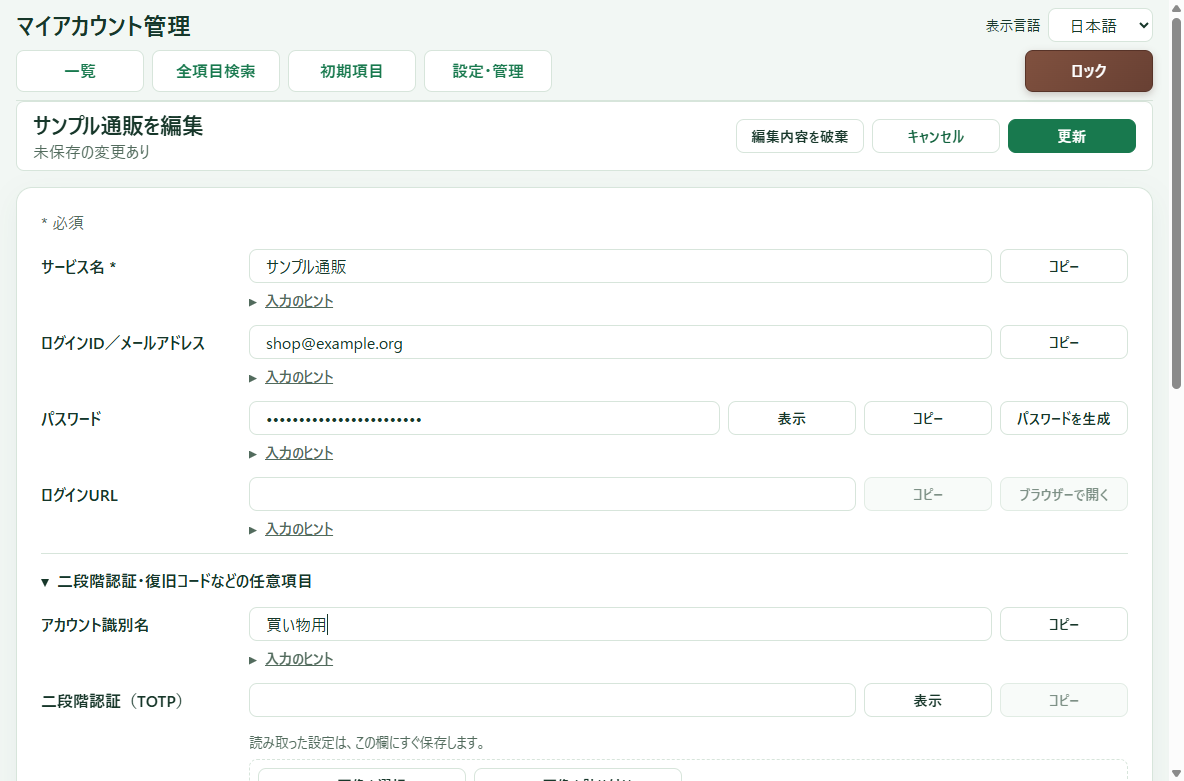 マイアカウント管理
表示言語 日本語
一覧 全項目検索 初期項目 設定・管理 ロック
サンプル通販を編集
未保存の変更あり
編集内容を破棄 キャンセル 更新
* 必須
サービス名 * サンプル通販 コピー
▶ 入力のヒント
ログインID／メールアドレス shop@example.org コピー
▶ 入力のヒント
パスワード •••••••••••••••••••••••• 表示 コピー パスワードを生成
▶ 入力のヒント
ログインURL コピー ブラウザーで開く
▶ 入力のヒント
▼ 二段階認証・復旧コードなどの任意項目
アカウント識別名 買い物用 コピー
▶ 入力のヒント
二段階認証（TOTP） 表示 コピー
読み取った設定は、この欄にすぐ保存します。